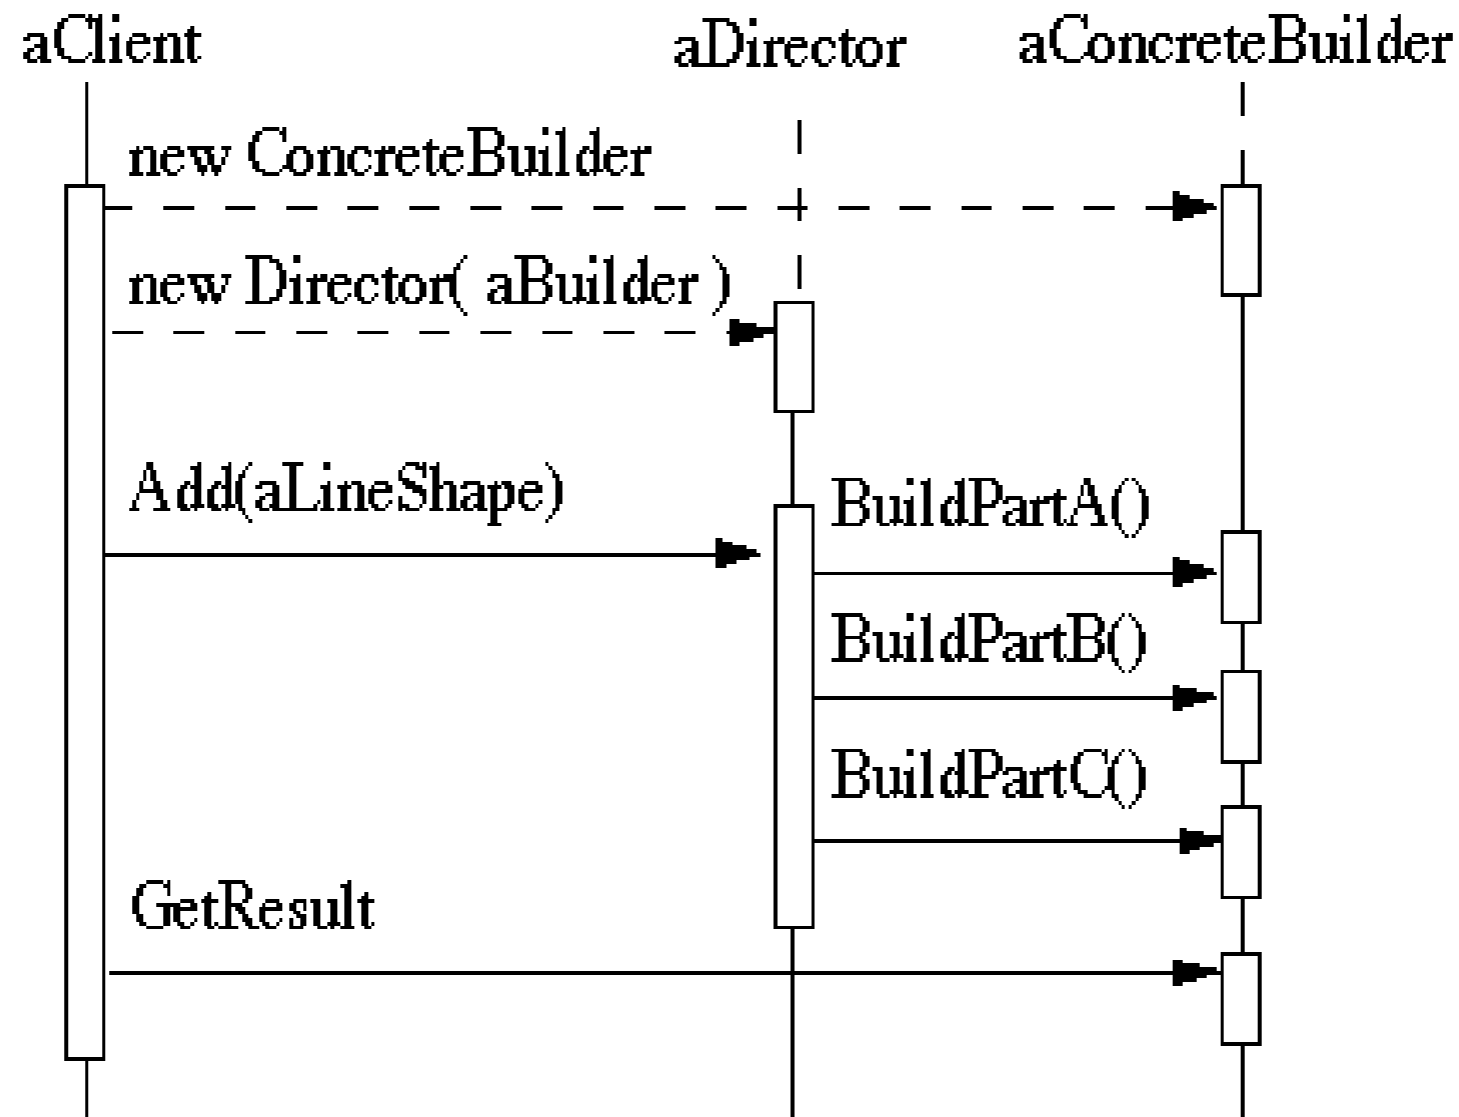 aClient
aDirector
aConcreteBuilder
new ConcreteBuilder
new Director( aBuilder )
Add(aLineShape)
BuildPartA()
BuildPartB()
BuildPartC()
GetResult